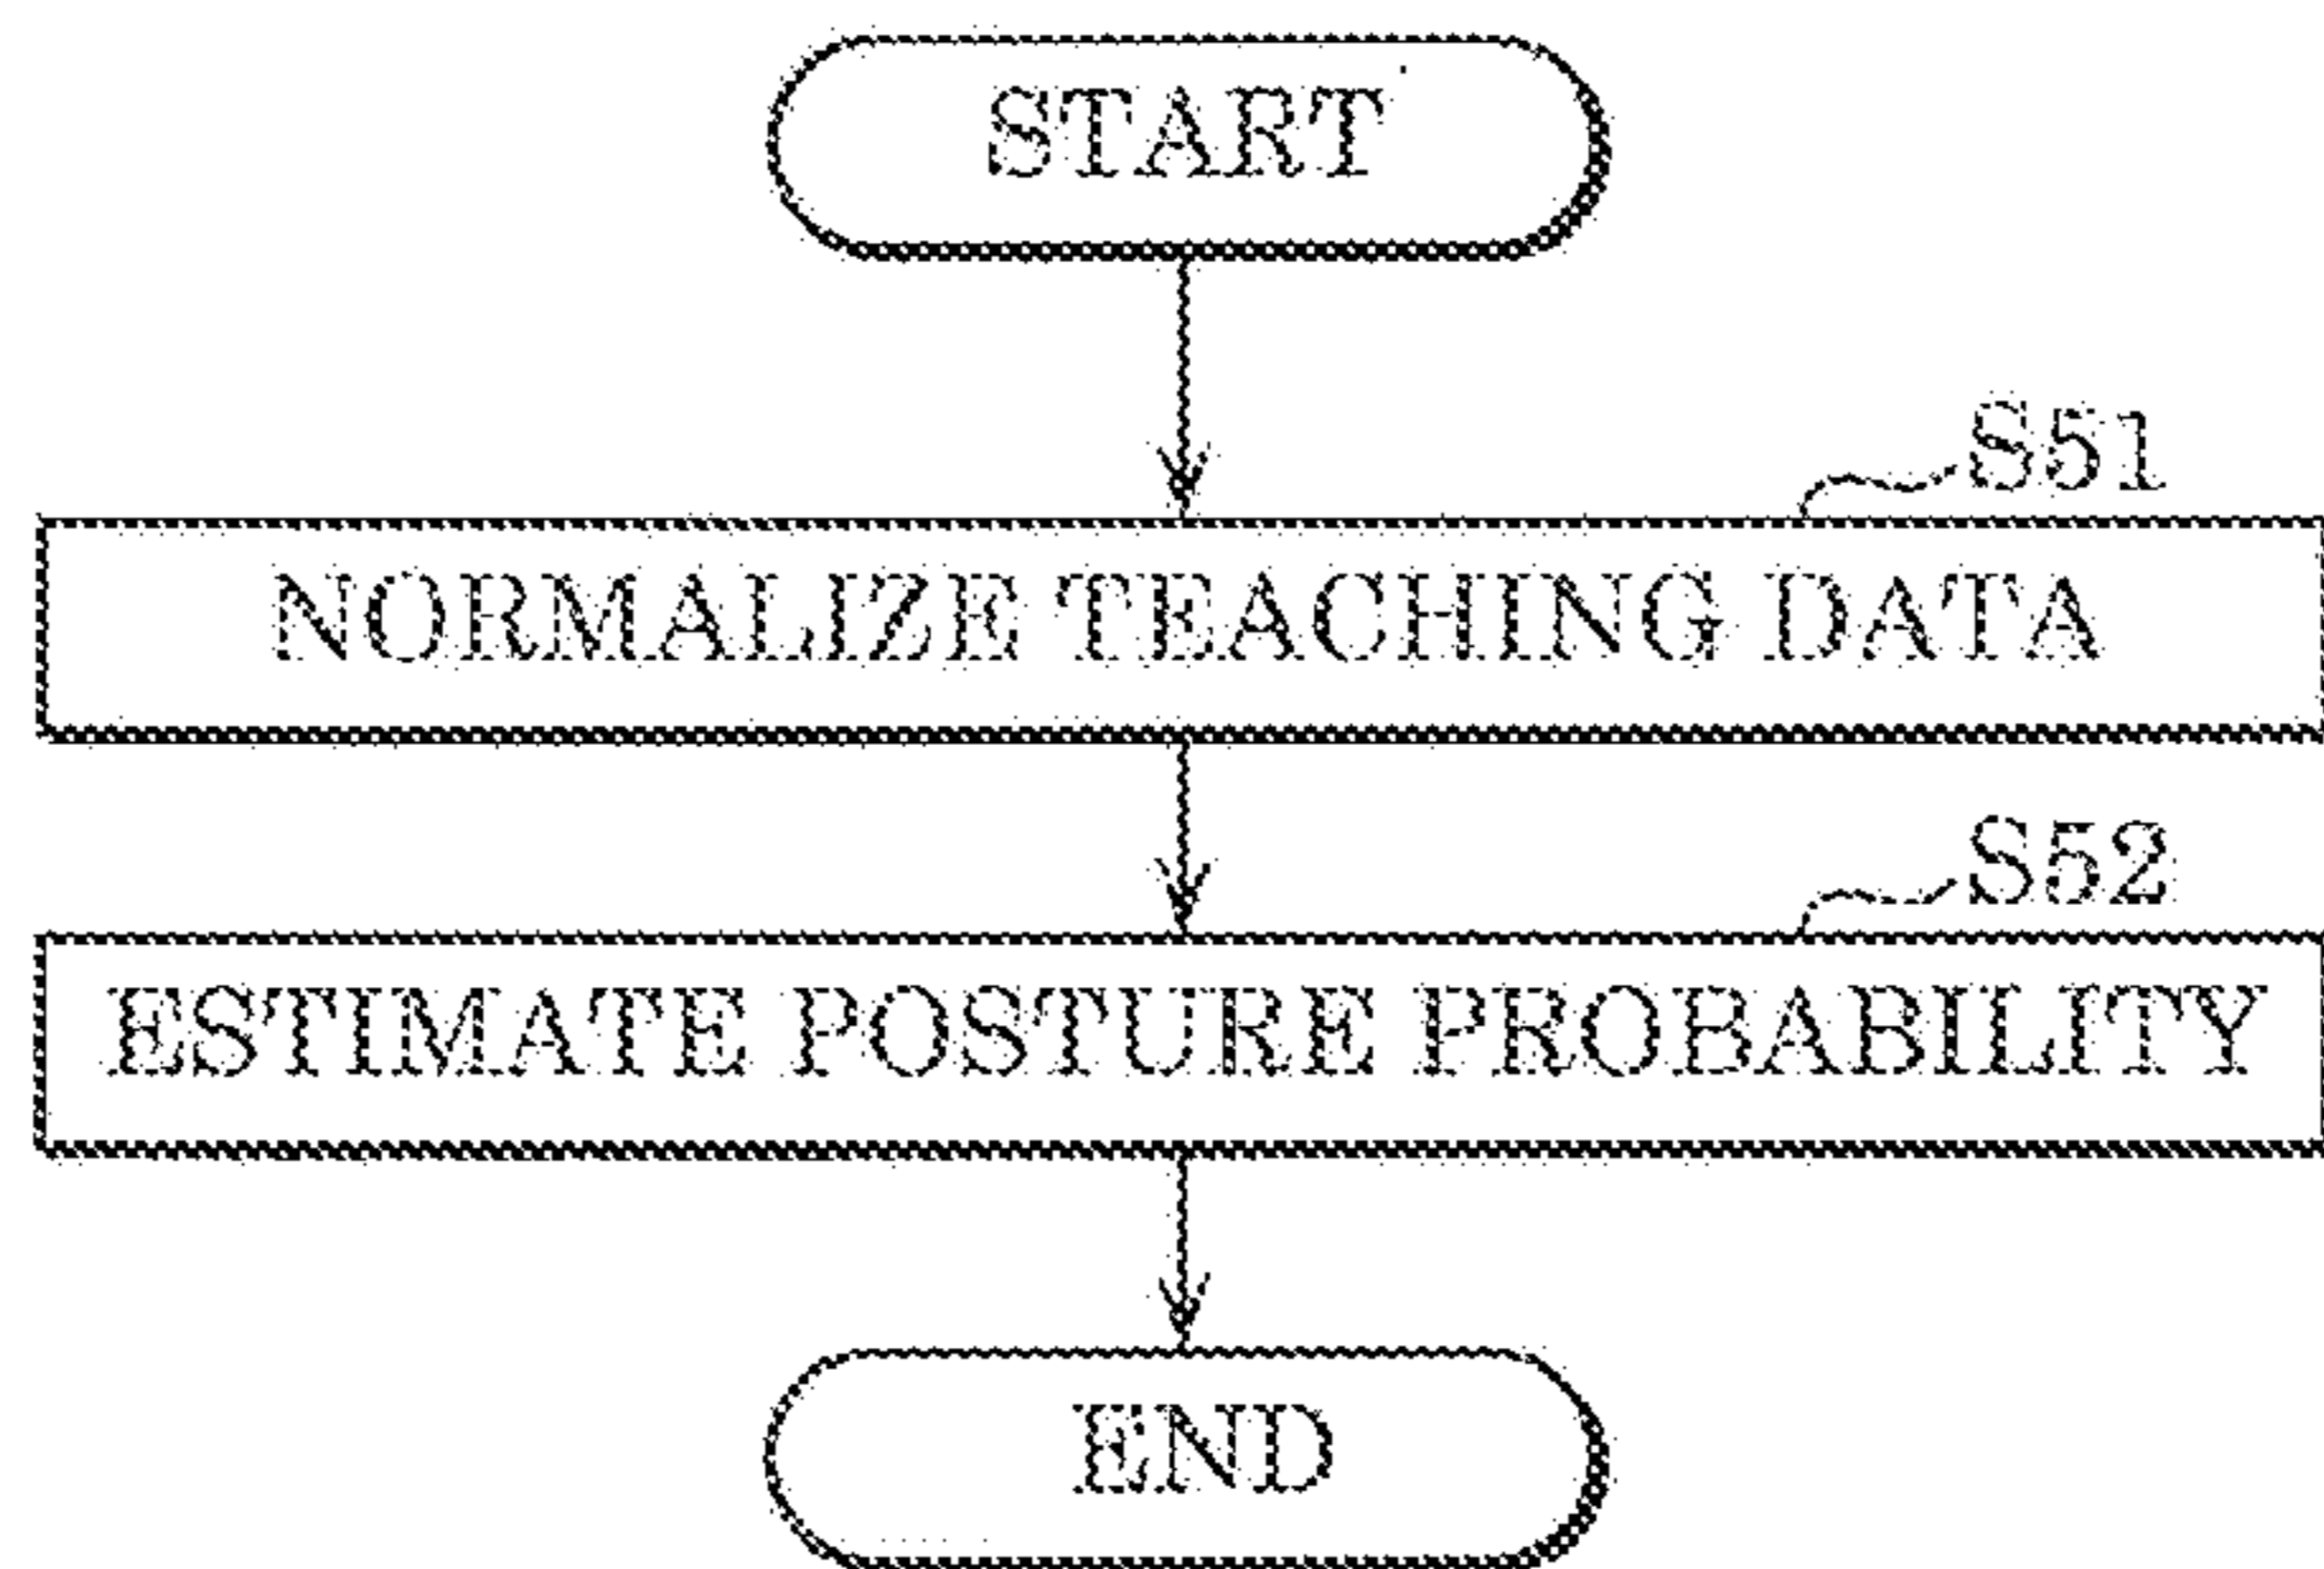 START
S51
NORMALIZE TEACHING DATA
S52
ESTIMATE POSTURE PROBABILITY
END